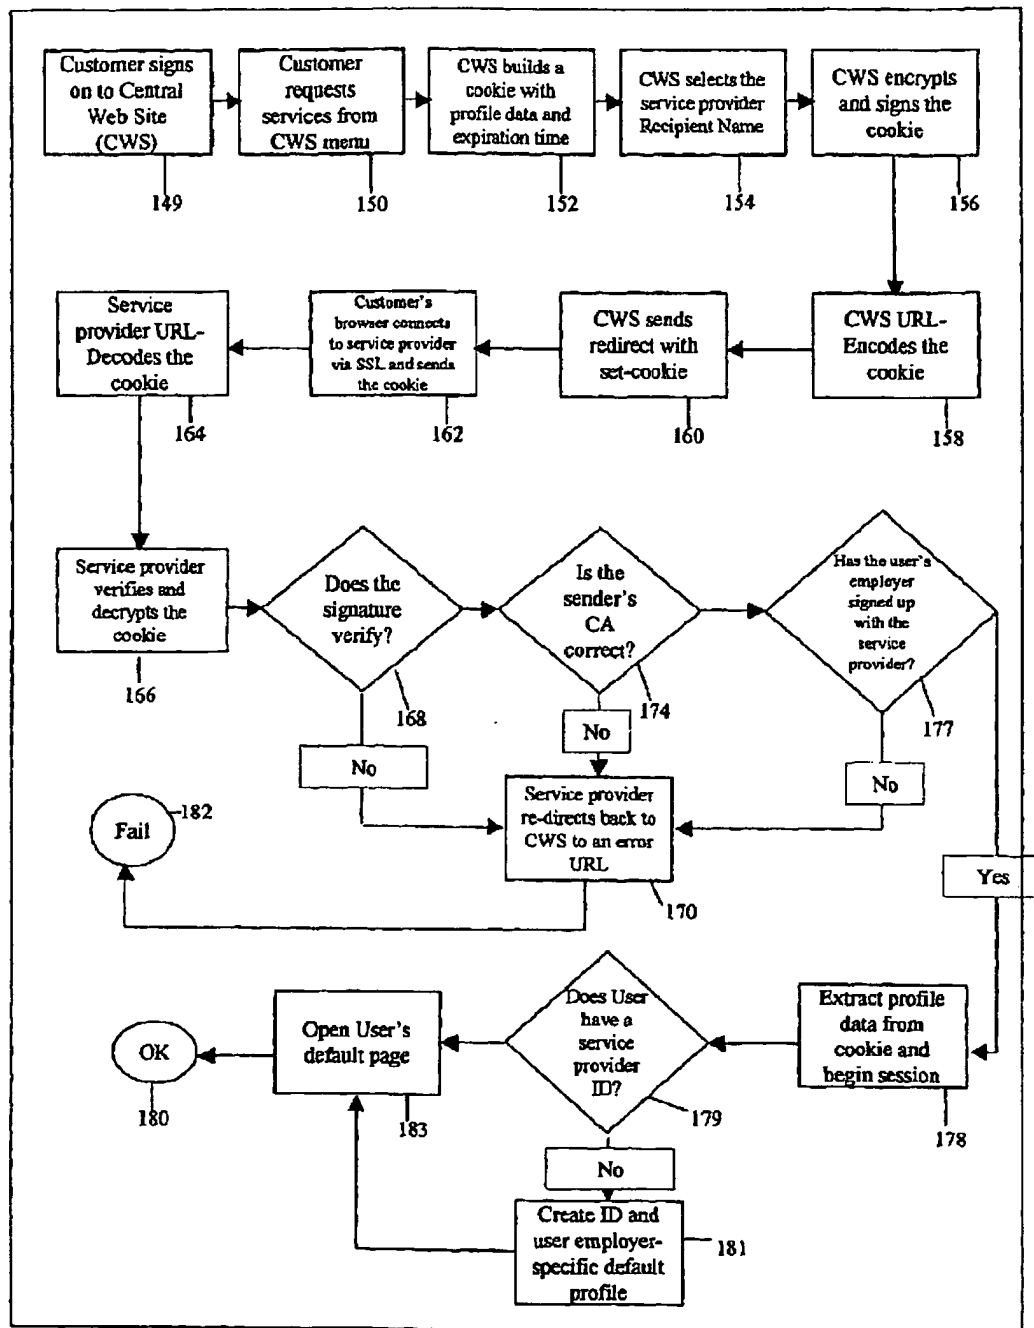 Customer signs
on to Central
Web Site
(CWS)
149
Customer
requests
services from
CWS menu
150
CWS builds a
cookie with
profile data and
expiration time
152
CWS selects the
service provider
Recipient Name
154
CWS encrypts
and signs the
cookie
156
Service
provider URL-
Decodes the
cookie
164
Customer's
browser connects
to service provider
via SSL and sends
the cookie
162
CWS sends
redirect with
set-cookie
160
CWS URL-
Encodes the
cookie
158
Service provider
verifies and
decrypts the
cookie
166
Does the
signature
verify?
168
No
Is the
sender's
CA
correct?
174
No
Has the user's
employer
signed up
with the
service
provider?
177
No
Yes
Service provider
re-directs back to
CWS to an error
URL
170
Fail
182
Extract profile
data from
cookie and
begin session
178
Does User
have a
service
provider
ID?
179
No
Open User's
default page
183
OK
180
Create ID and
user employer-
specific default
profile
181